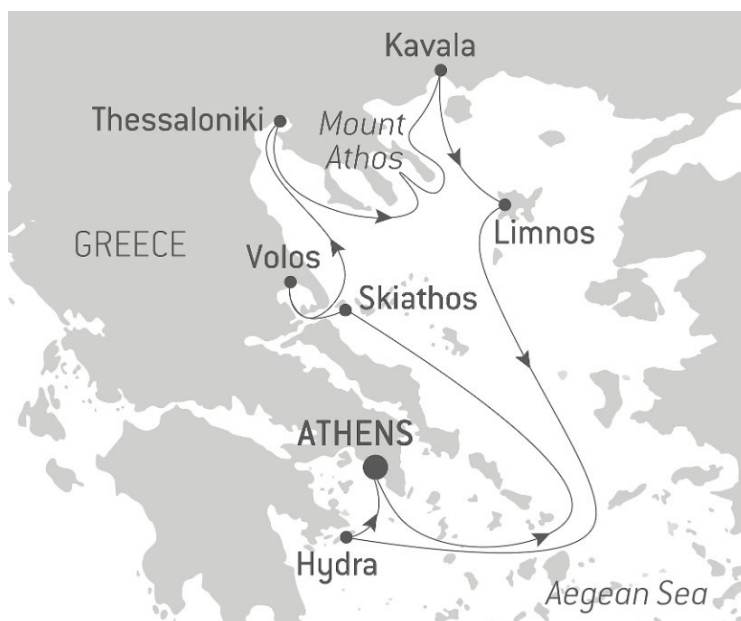 Kavala
Thessaloniki
Mount
Athos
Limnos
GREECE
Volos
Skiathos
ATHENS
Hydra
Aegean Sea